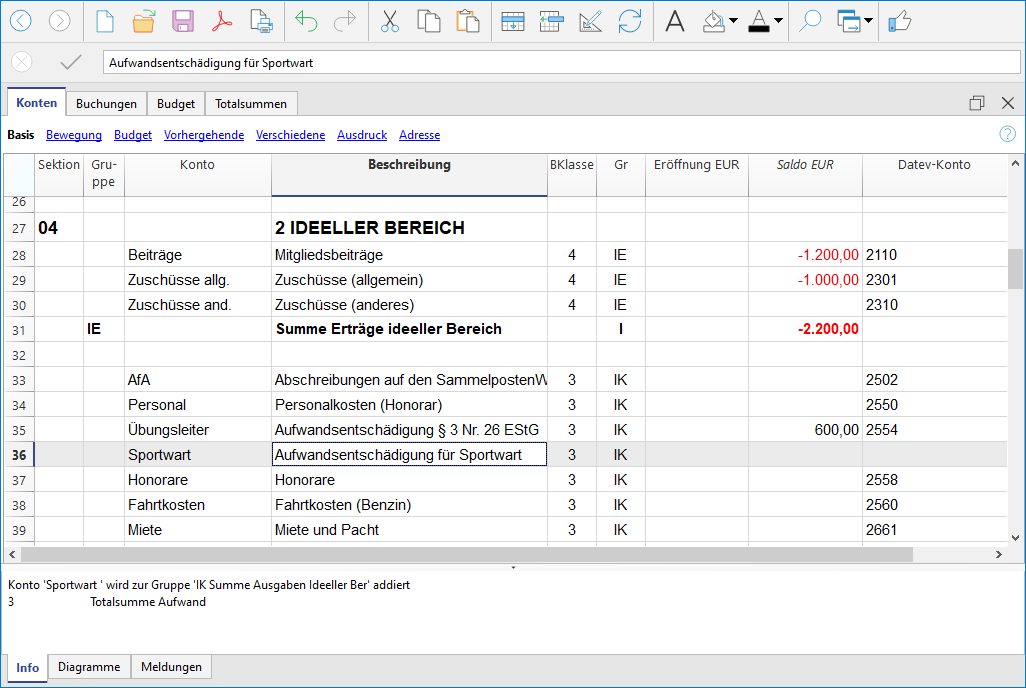 Aufwandsentschädigung für Sportwart
Konten Buchungen Budget Totalsummen
Basis Bewegung Budget Vorhergehende Verschiedene Ausdruck Adresse
Sektion Gru-ppe Konto Beschreibung BKlasse Gr Eröffnung EUR Saldo EUR Datev-Konto
26
27 04 2 IDEELLER BEREICH
28 Beiträge Mitgliedsbeiträge 4 IE -1.200,00 2110
29 Zuschüsse allg. Zuschüsse (allgemein) 4 IE -1.000,00 2301
30 Zuschüsse and. Zuschüsse (anderes) 4 IE 2310
31 IE Summe Erträge ideeller Bereich I -2.200,00
32
33 AfA Abschreibungen auf den SammelpostenW 3 IK 2502
34 Personal Personalkosten (Honorar) 3 IK 2550
35 Übungsleiter Aufwandsentschädigung § 3 Nr. 26 EStG 3 IK 600,00 2554
36 Sportwart Aufwandsentschädigung für Sportwart 3 IK
37 Honorare Honorare 3 IK 2558
38 Fahrtkosten Fahrtkosten (Benzin) 3 IK 2560
39 Miete Miete und Pacht 3 IK 2661
Konto 'Sportwart ' wird zur Gruppe 'IK Summe Ausgaben Ideeller Ber' addiert
3 Totalsumme Aufwand
Info Diagramme Meldungen